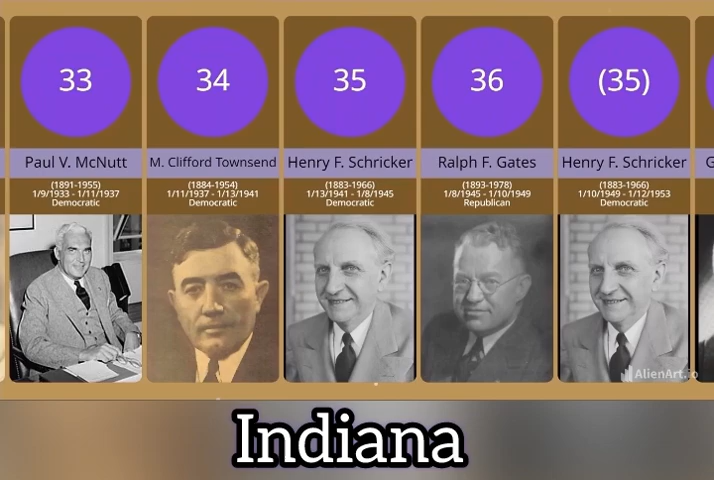 33
Paul V. McNutt
(1891-1955)
1/9/1933 - 1/11/1937
Democratic
34
M. Clifford Townsend
(1884-1954)
1/11/1937 - 1/13/1941
Democratic
35
Henry F. Schricker
(1883-1966)
1/13/1941 - 1/8/1945
Democratic
36
Ralph F. Gates
(1893-1978)
1/8/1945 - 1/10/1949
Republican
(35)
Henry F. Schricker
(1883-1966)
1/10/1949 - 1/12/1953
Democratic
G
AlienArt.io
Indiana